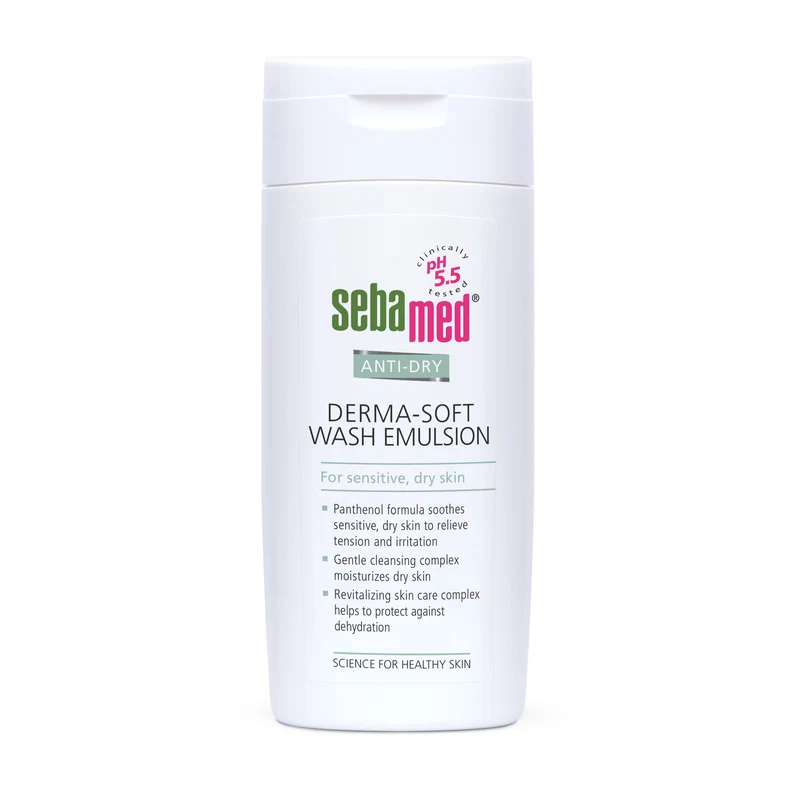 clinically
pH
5.5
tested
sebamed®
ANTI-DRY
DERMA-SOFT
WASH EMULSION
For sensitive, dry skin
▪ Panthenol formula soothes
sensitive, dry skin to relieve
tension and irritation
▪ Gentle cleansing complex
moisturizes dry skin
▪ Revitalizing skin care complex
helps to protect against
dehydration
SCIENCE FOR HEALTHY SKIN